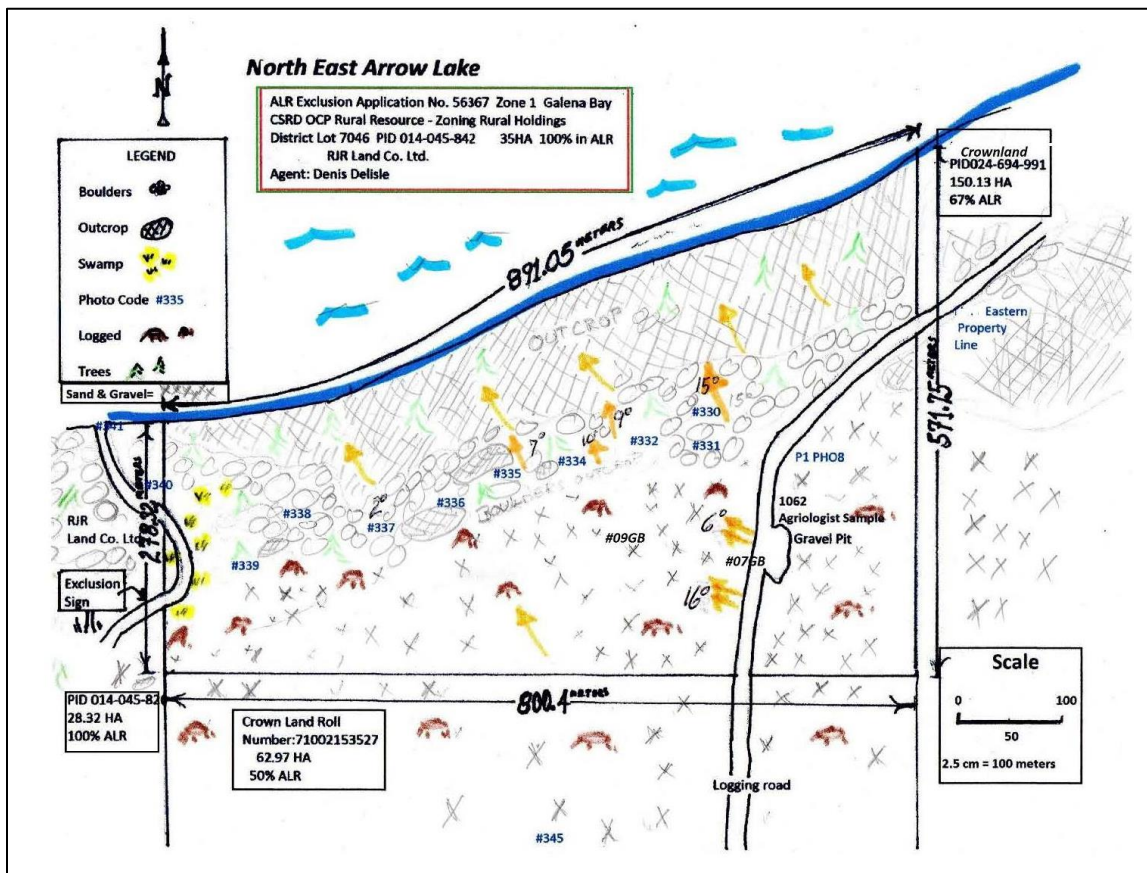 N
North East Arrow Lake
ALR Exclusion Application No. 56367 Zone 1 Galena Bay
CSRD OCP Rural Resource - Zoning Rural Holdings
District Lot 7046 PID 014-045-842 35HA 100% in ALR
RJR Land Co. Ltd.
Agent: Denis Delisle
LEGEND
Boulders
Outcrop
Swamp
Photo Code #335
Logged
Trees
Sand & Gravel=
Crownland
PID024-694-991
150.13 HA
67% ALR
891.05 METERS
OUTCROP
Eastern
Property
Line
571.75 METERS
#341
#340
278.32 METERS
RJR
Land Co. Ltd
Exclusion
Sign
15°
15°
#330
#331
9°
10°
#332
7°
#334
#335
#336
2°
#337
#338
#339
BOULDERS
P1 PHO8
1062
Agriologist Sample
Gravel Pit
6°
#09GB
#07GB
16°
800.4 METERS
PID 014-045-82
28.32 HA
100% ALR
Crown Land Roll
Number:71002153527
62.97 HA
50% ALR
Logging road
#345
Scale
0 100
50
2.5 cm = 100 meters